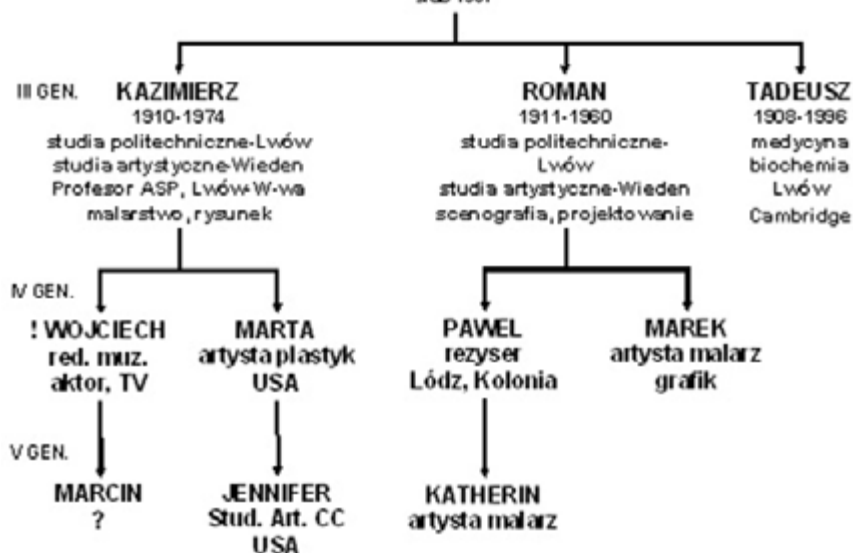 III GEN.
KAZIMIERZ
1910-1974
studia politechniczne-Lwów
studia artystyczne-Wieden
Profesor ASP, Lwów-W-wa
malarstwo, rysunek
ROMAN
1911-1960
studia politechniczne-
Lwów
studia artystyczne-Wieden
scenografia, projektowanie
TADEUSZ
1908-1996
medycyna
biochemia
Lwów
Cambridge
IV GEN.
! WOJCIECH
red. muz.
aktor, TV
MARTA
artysta plastyk
USA
PAWEL
rezyser
Lódz, Kolonia
MAREK
artysta malarz
grafik
V GEN.
MARCIN
?
JENNIFER
Stud. Art. CC
USA
KATHERIN
artysta malarz